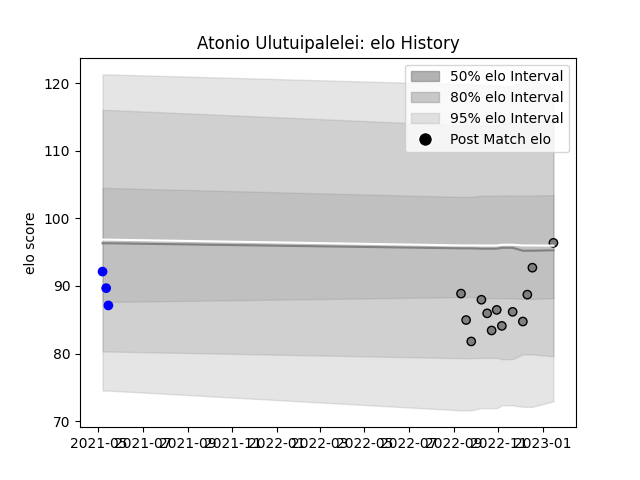 Atonio Ulutuipalelei: elo History
50% elo Interval
80% elo Interval
95% elo Interval
Post Match elo
elo score
120
110
100
90
80
70
2021-05 2021-07 2021-09 2021-11 2022-01 2022-03 2022-05 2022-07 2022-09 2022-11 2023-01